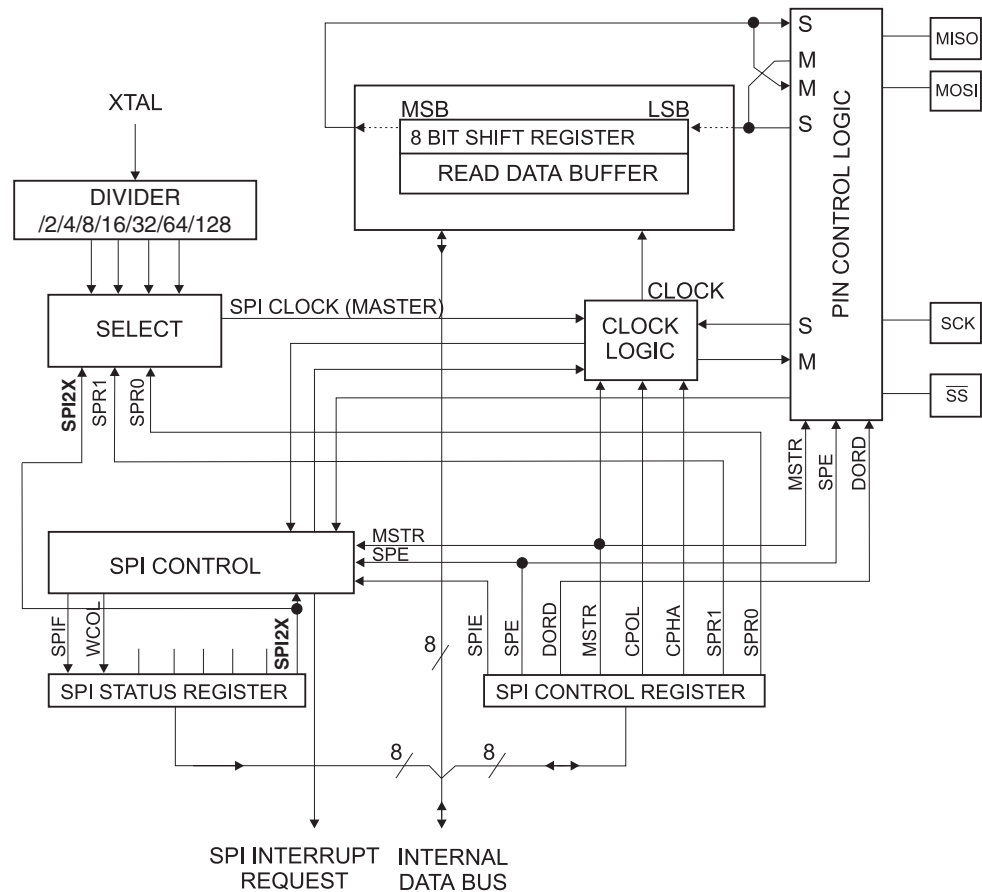 S
MISO
M
MOSI
M
S
PIN CONTROL LOGIC
XTAL
MSB
LSB
8 BIT SHIFT REGISTER
READ DATA BUFFER
DIVIDER
/2/4/8/16/32/64/128
SPI CLOCK (MASTER)
CLOCK
SELECT
CLOCK
LOGIC
S
M
SCK
SS
SPI2X
SPR1
SPR0
MSTR
SPE
DORD
SPI CONTROL
MSTR
SPE
SPIF
WCOL
SPI2X
8
SPIE
SPE
DORD
MSTR
CPOL
CPHA
SPR1
SPR0
SPI STATUS REGISTER
SPI CONTROL REGISTER
8
8
SPI INTERRUPT
REQUEST
INTERNAL
DATA BUS